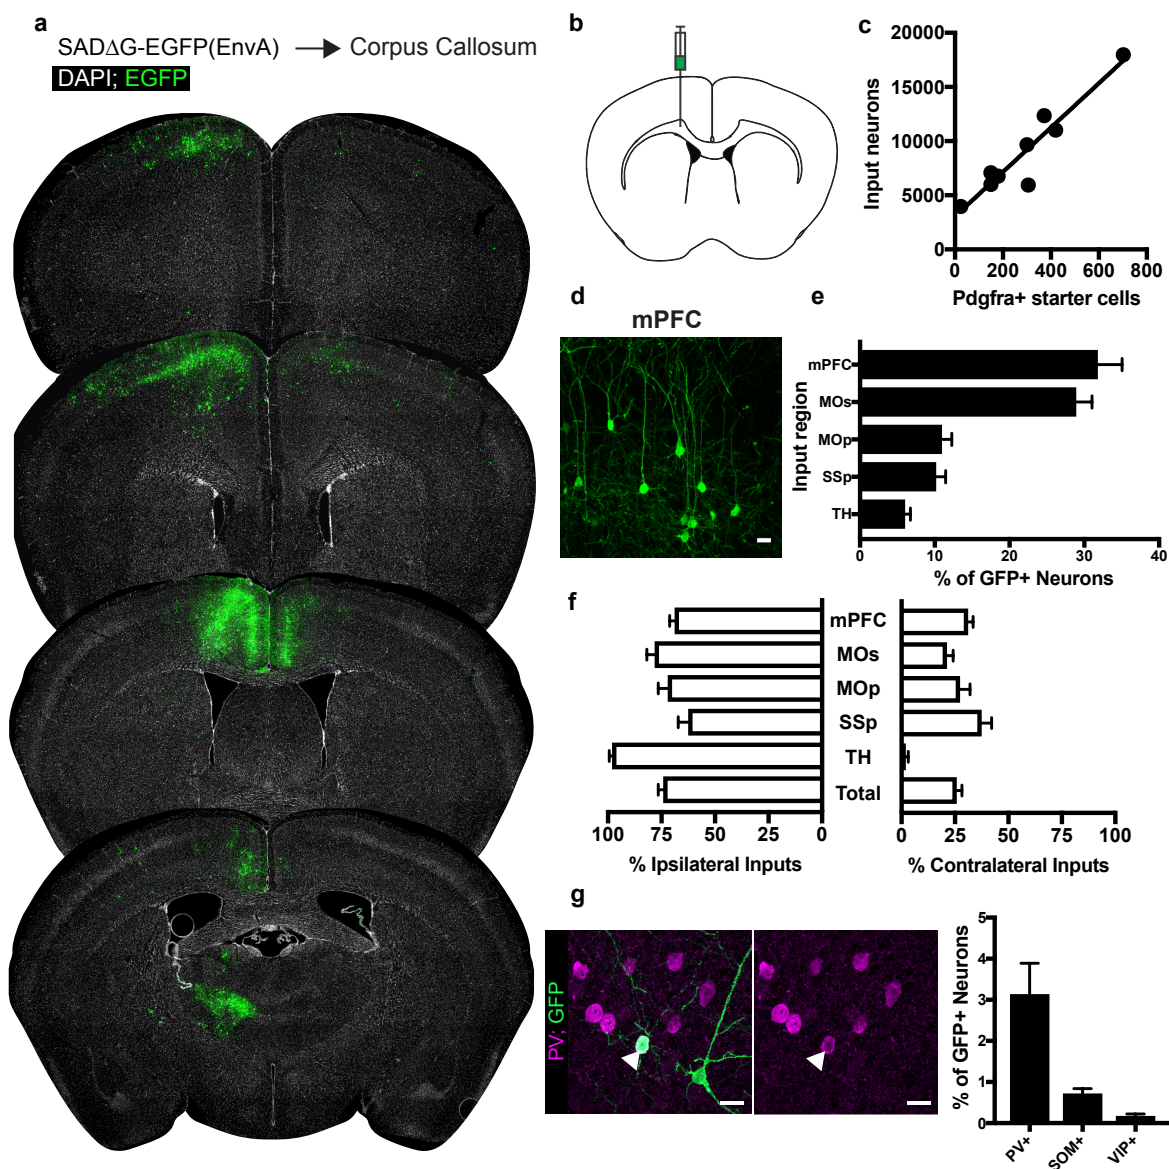 a
SAD∆G-EGFP(EnvA) → Corpus Callosum
DAPI; EGFP
b
c
Input neurons
20000
15000
10000
5000
0
0 200 400 600 800
Pdgfra+ starter cells
d
mPFC
e
Input region
mPFC
MOs
MOp
SSp
TH
0 10 20 30 40
% of GFP+ Neurons
f
mPFC
MOs
MOp
SSp
TH
Total
100 75 50 25 0
% Ipsilateral Inputs
0 25 50 75 100
% Contralateral Inputs
g
PV; GFP
% of GFP+ Neurons
5
4
3
2
1
0
PV+ SOM+ VIP+